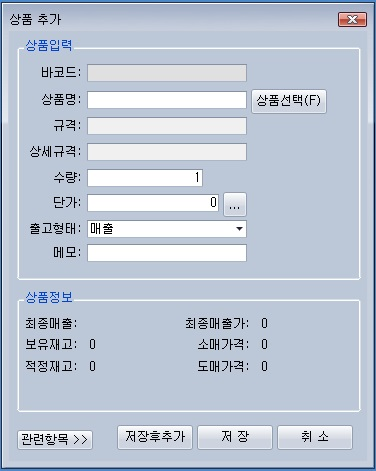 상품 추가
상품입력
바코드:
상품명: 상품선택(F)
규격:
상세규격:
수량: 1
단가: 0 ...
출고형태: 매출
메모:
상품정보
최종매출: 최종매출가: 0
보유재고: 0 소매가격: 0
적정재고: 0 도매가격: 0
관련항목 >> 저장후추가 저 장 취 소